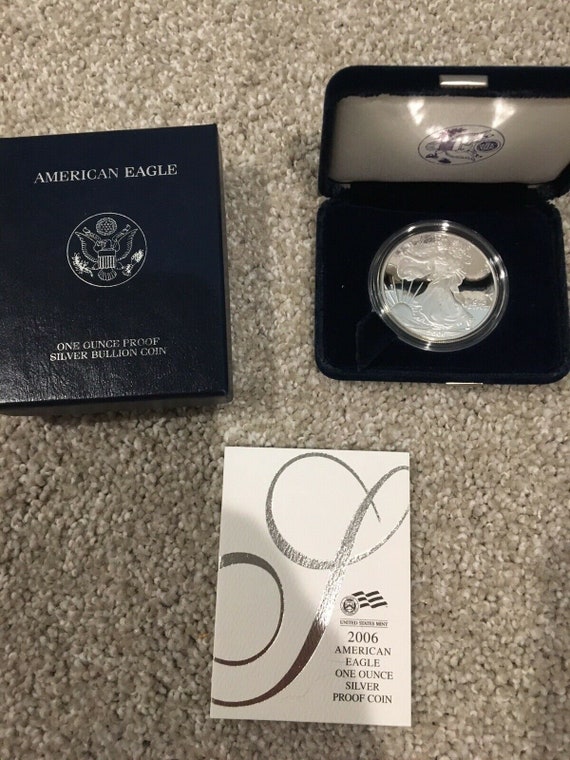 AMERICAN EAGLE
ONE OUNCE PROOF
SILVER BULLION COIN
UNITED STATES MINT
2006
AMERICAN
EAGLE
ONE OUNCE
SILVER
PROOF COIN